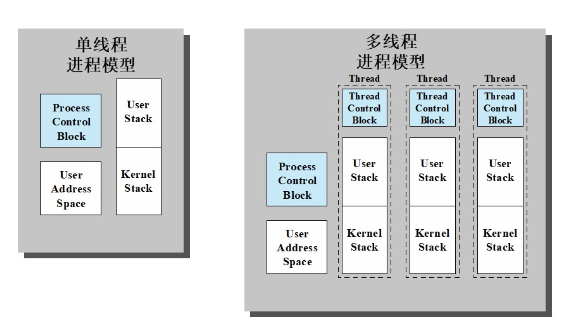 单线程
进程模型
Process
Control
Block
User
Stack
User
Address
Space
Kernel
Stack
多线程
进程模型
Thread
Thread
Thread
Thread
Control
Block
Thread
Control
Block
Thread
Control
Block
Process
Control
Block
User
Stack
User
Stack
User
Stack
User
Address
Space
Kernel
Stack
Kernel
Stack
Kernel
Stack